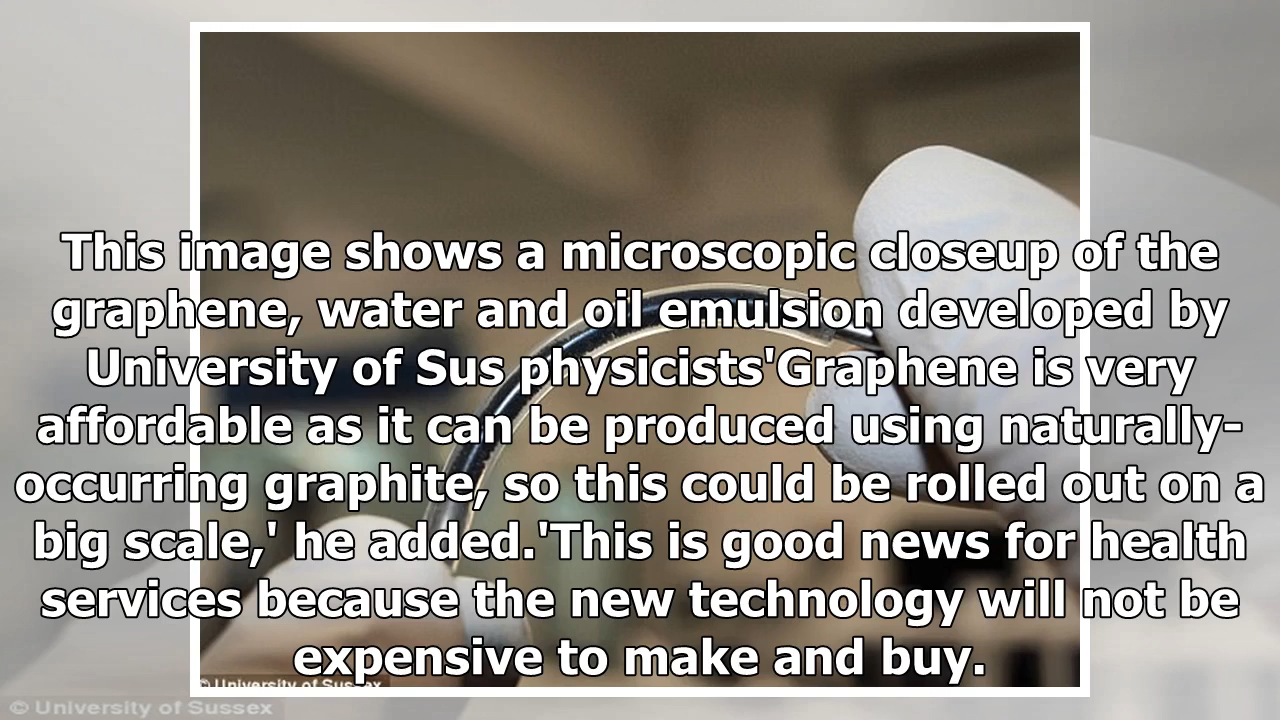 This image shows a microscopic closeup of the
graphene, water and oil emulsion developed by
University of Sus physicists'Graphene is very
affordable as it can be produced using naturally-
occurring graphite, so this could be rolled out on a
big scale,' he added.'This is good news for health
services because the new technology will not be
expensive to make and buy.
© University of Sussex
© University of Sussex